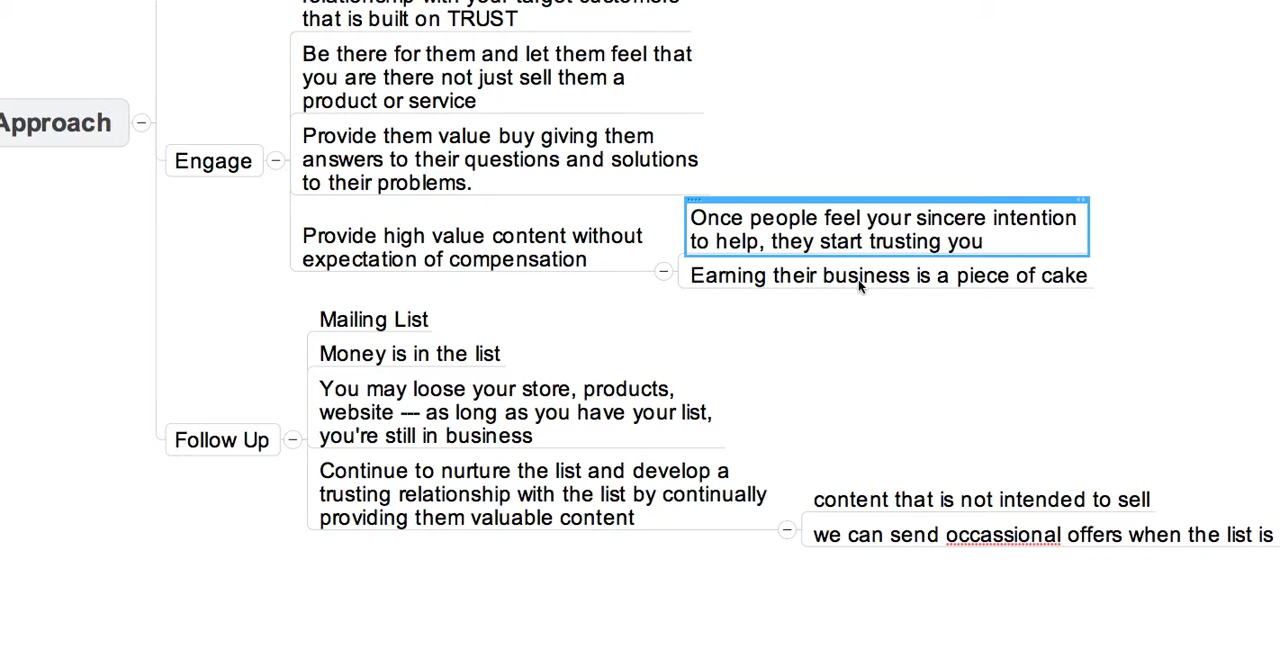 relationship with your target customers
that is built on TRUST
Be there for them and let them feel that
you are there not just sell them a
product or service
Approach
Engage
Provide them value buy giving them
answers to their questions and solutions
to their problems.
Provide high value content without
expectation of compensation
Once people feel your sincere intention
to help, they start trusting you
Earning their business is a piece of cake
Follow Up
Mailing List
Money is in the list
You may loose your store, products,
website --- as long as you have your list,
you're still in business
Continue to nurture the list and develop a
trusting relationship with the list by continually
providing them valuable content
content that is not intended to sell
we can send occassional offers when the list is